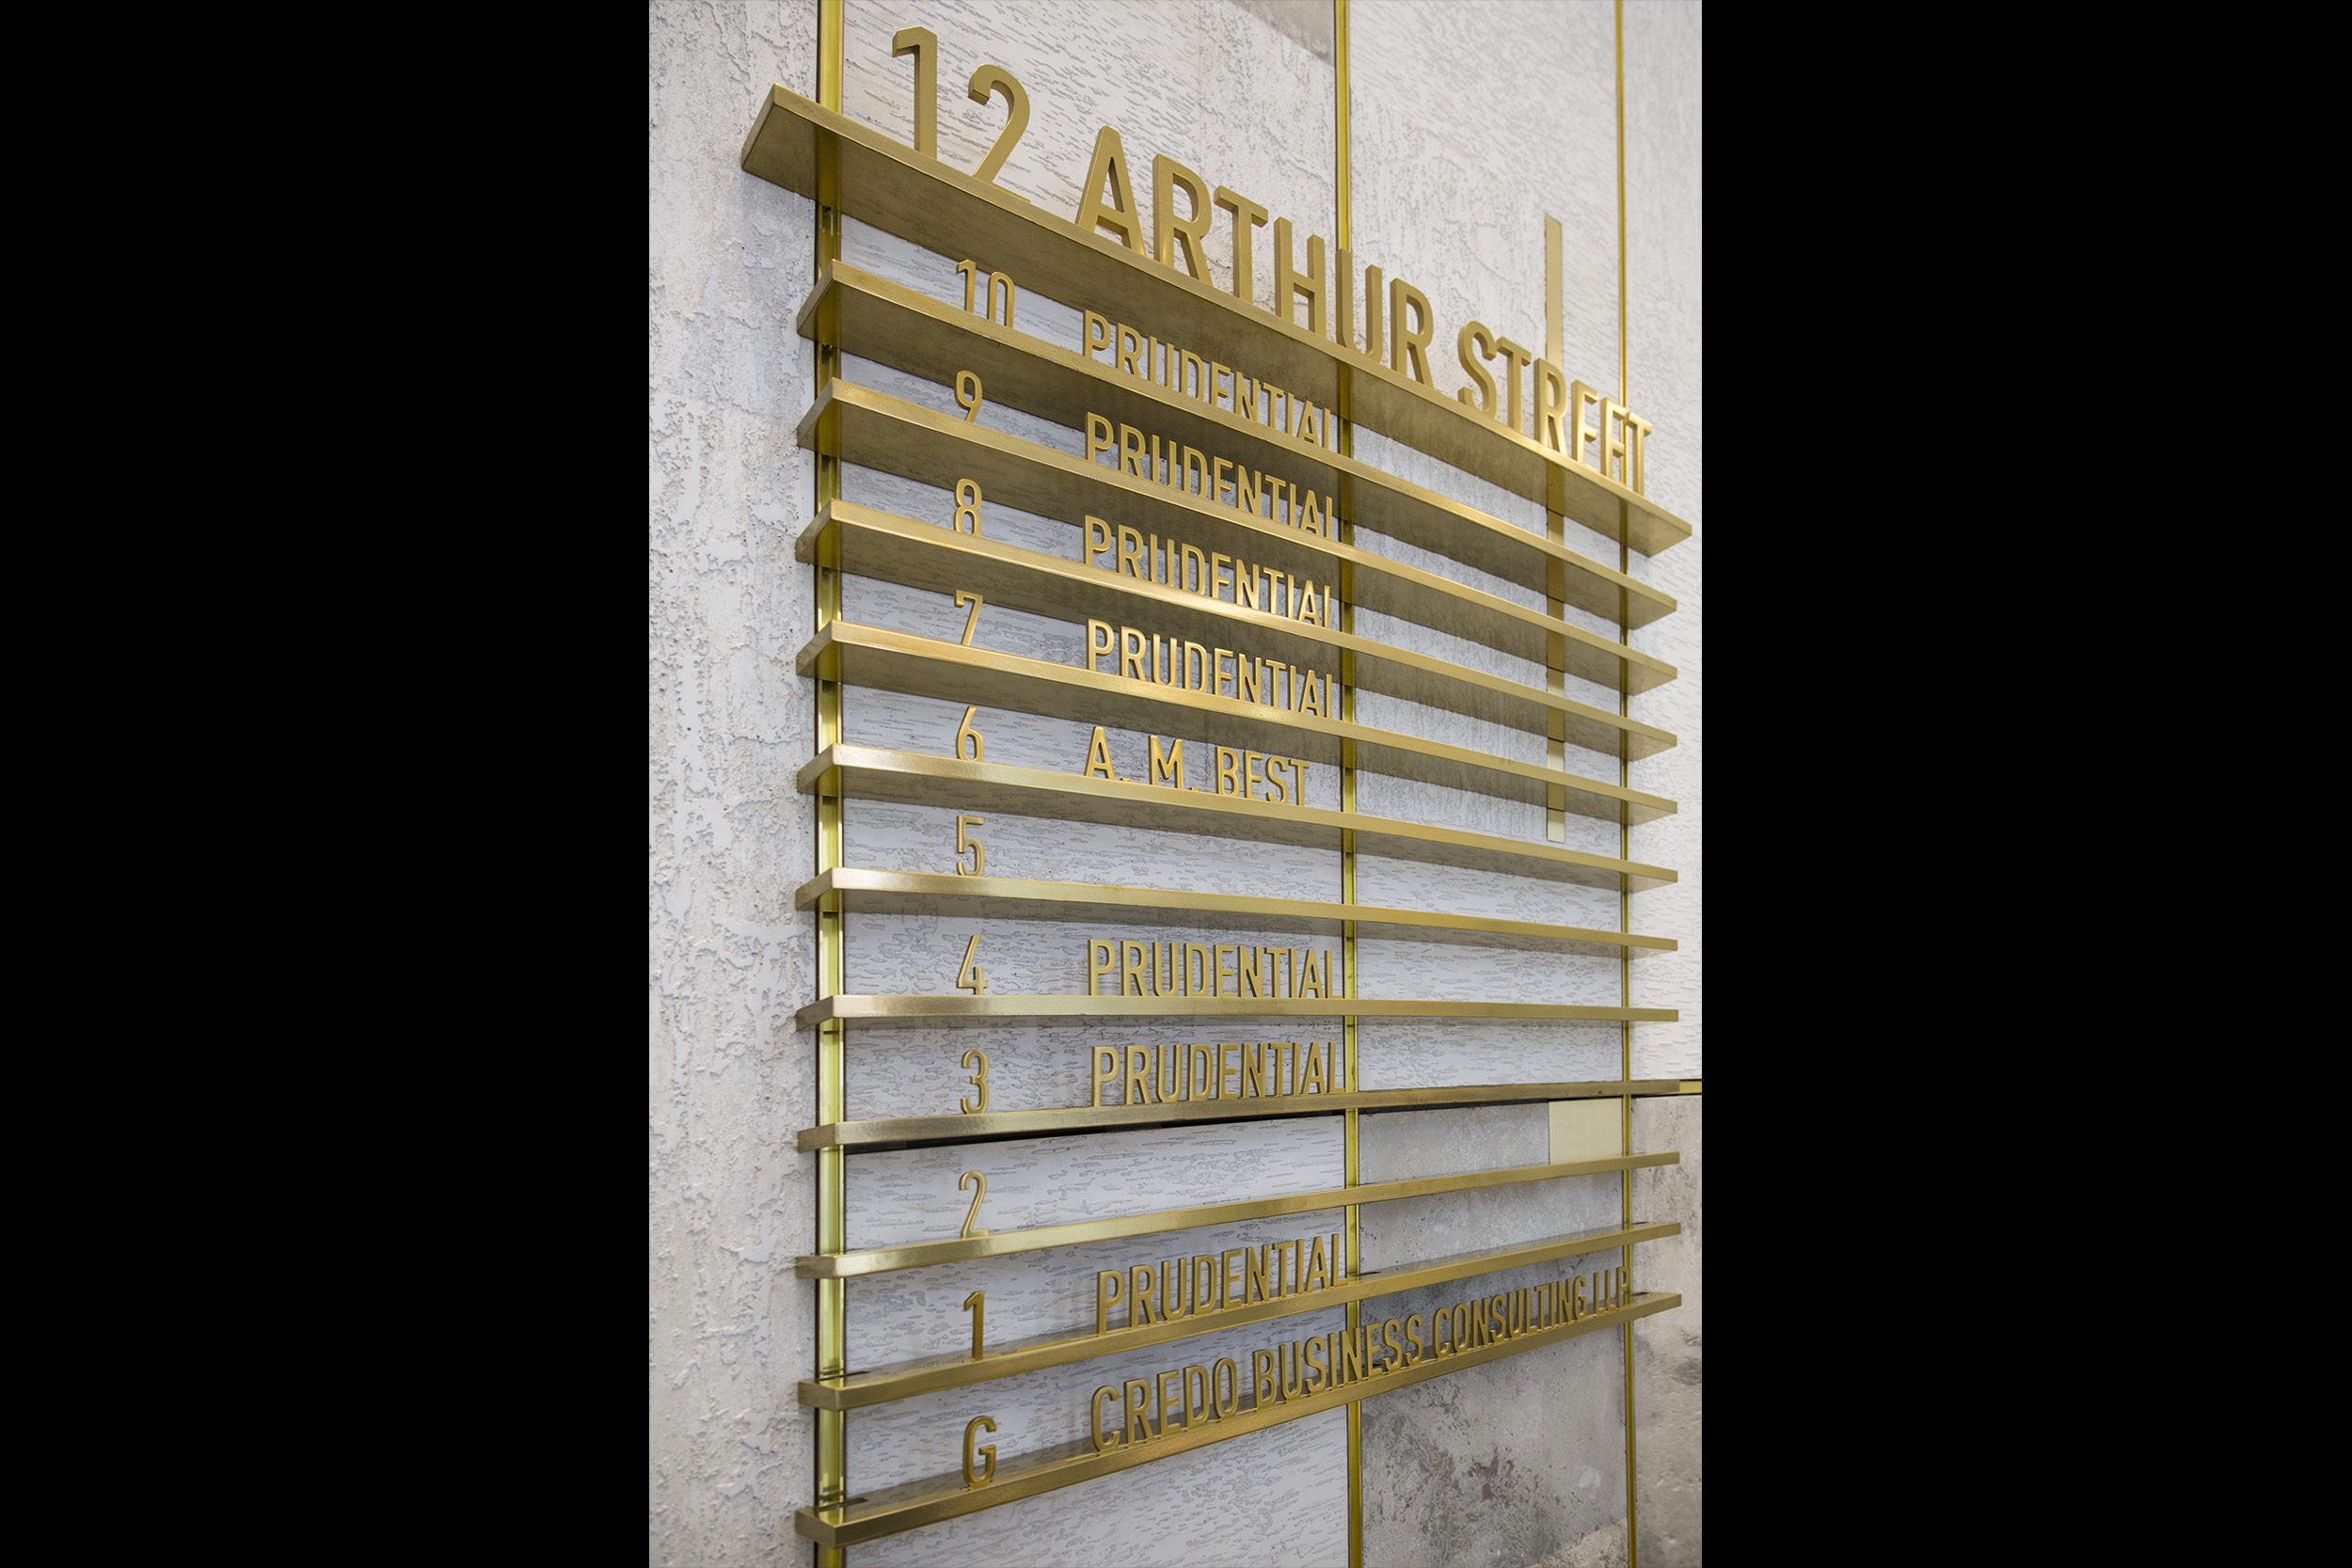 12 ARTHUR STREET
10 PRUDENTIAL
9 PRUDENTIAL
8 PRUDENTIAL
7 PRUDENTIAL
6 A. M. BEST
5
4 PRUDENTIAL
3 PRUDENTIAL
2
1 PRUDENTIAL
G CREDO BUSINESS CONSULTING LLP